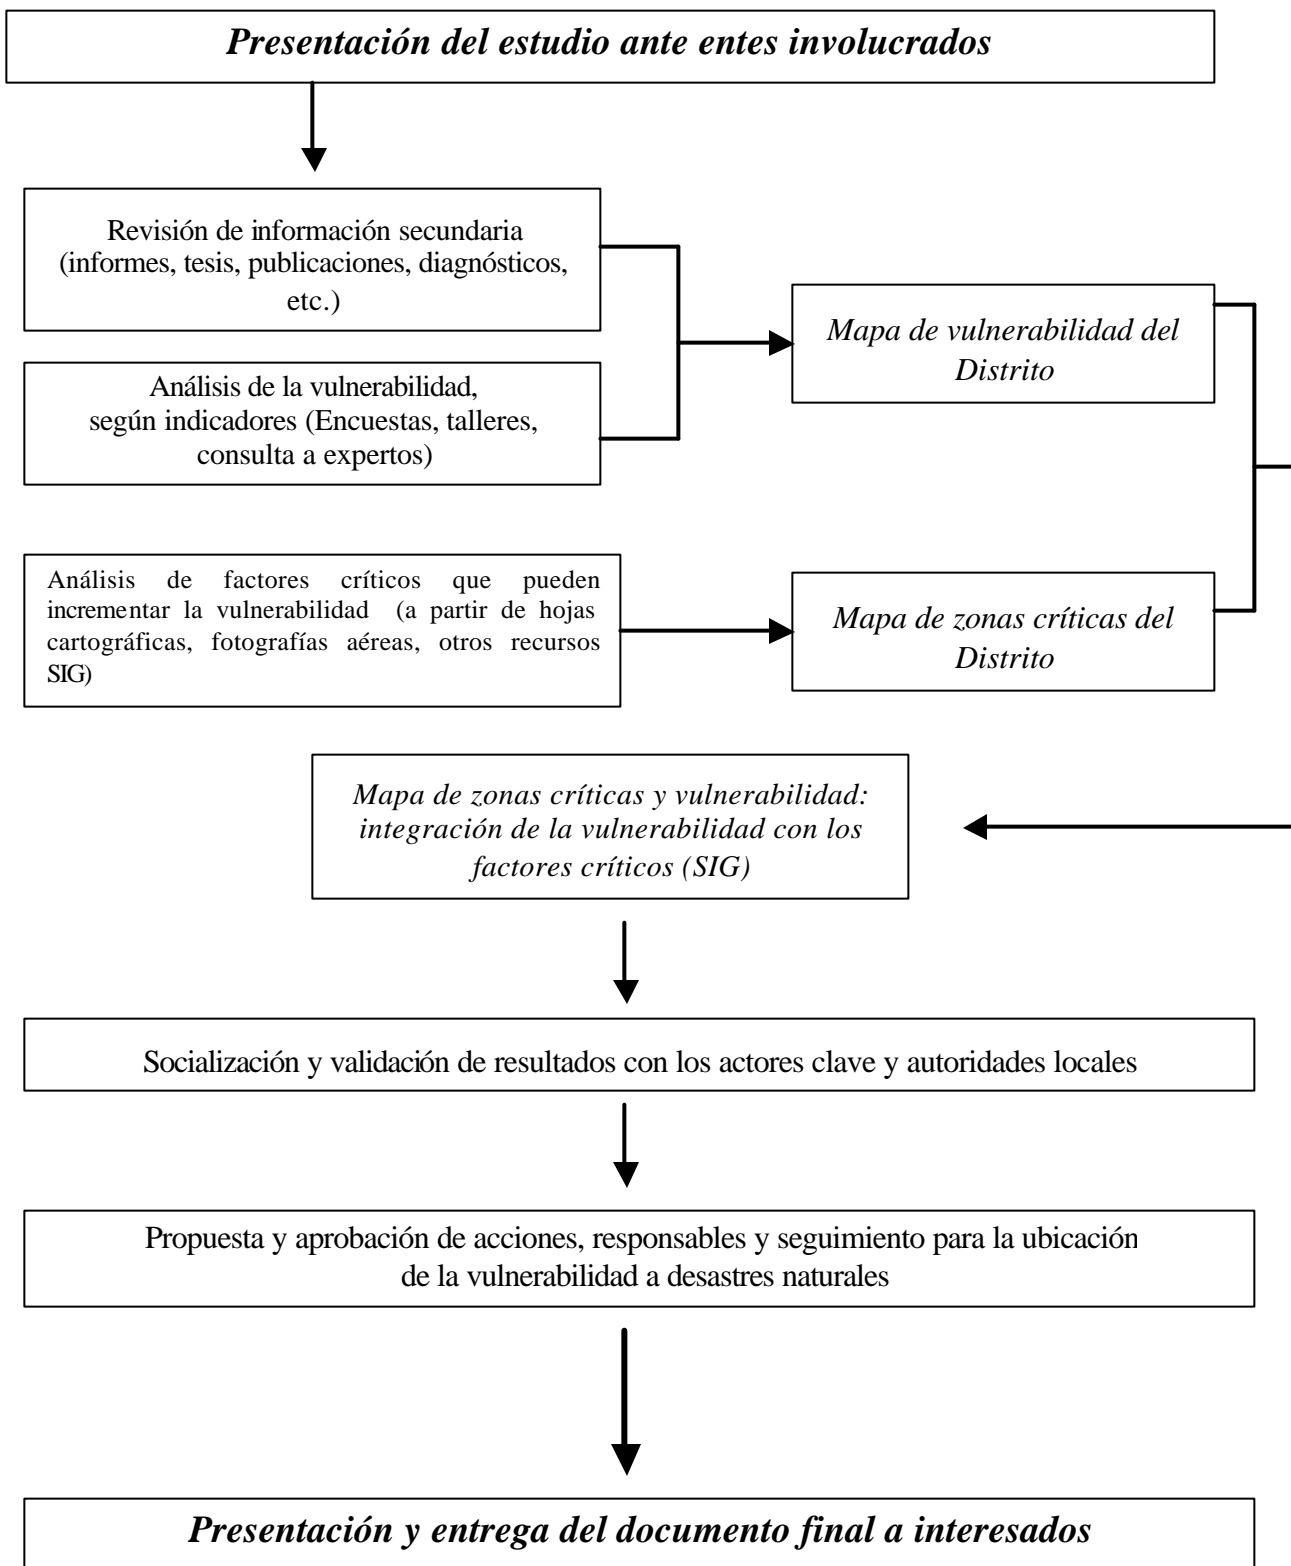 Presentación del estudio ante entes involucrados
Revisión de información secundaria
(informes, tesis, publicaciones, diagnósticos,
etc.)
Mapa de vulnerabilidad del
Distrito
Análisis de la vulnerabilidad,
según indicadores (Encuestas, talleres,
consulta a expertos)
Análisis de factores críticos que pueden
incrementar la vulnerabilidad (a partir de hojas
cartográficas, fotografías aéreas, otros recursos
SIG)
Mapa de zonas críticas del
Distrito
Mapa de zonas críticas y vulnerabilidad:
integración de la vulnerabilidad con los
factores críticos (SIG)
Socialización y validación de resultados con los actores clave y autoridades locales
Propuesta y aprobación de acciones, responsables y seguimiento para la ubicación
de la vulnerabilidad a desastres naturales
Presentación y entrega del documento final a interesados